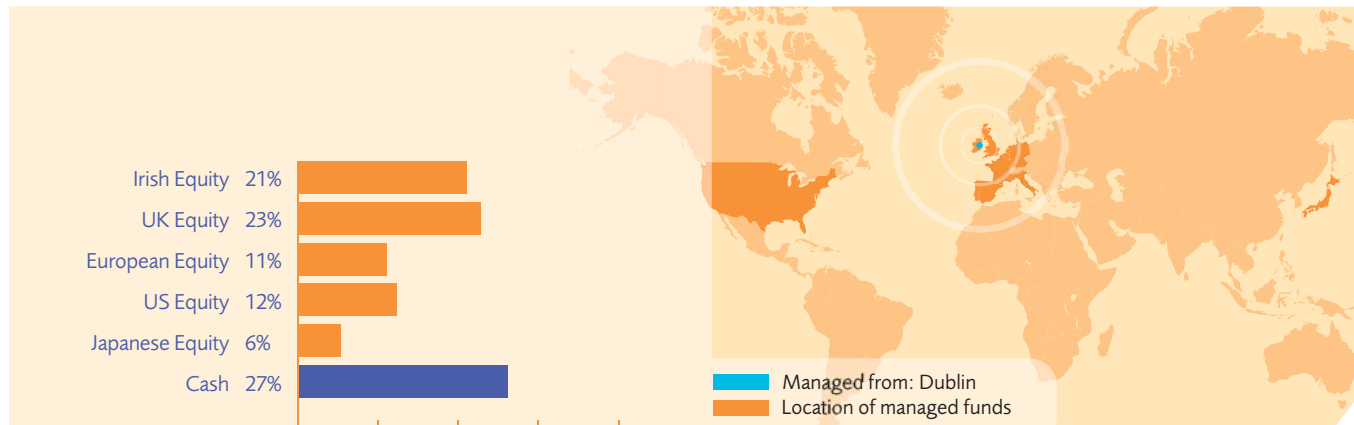 Irish Equity 21%
UK Equity 23%
European Equity 11%
US Equity 12%
Japanese Equity 6%
Cash 27%
Managed from: Dublin
Location of managed funds